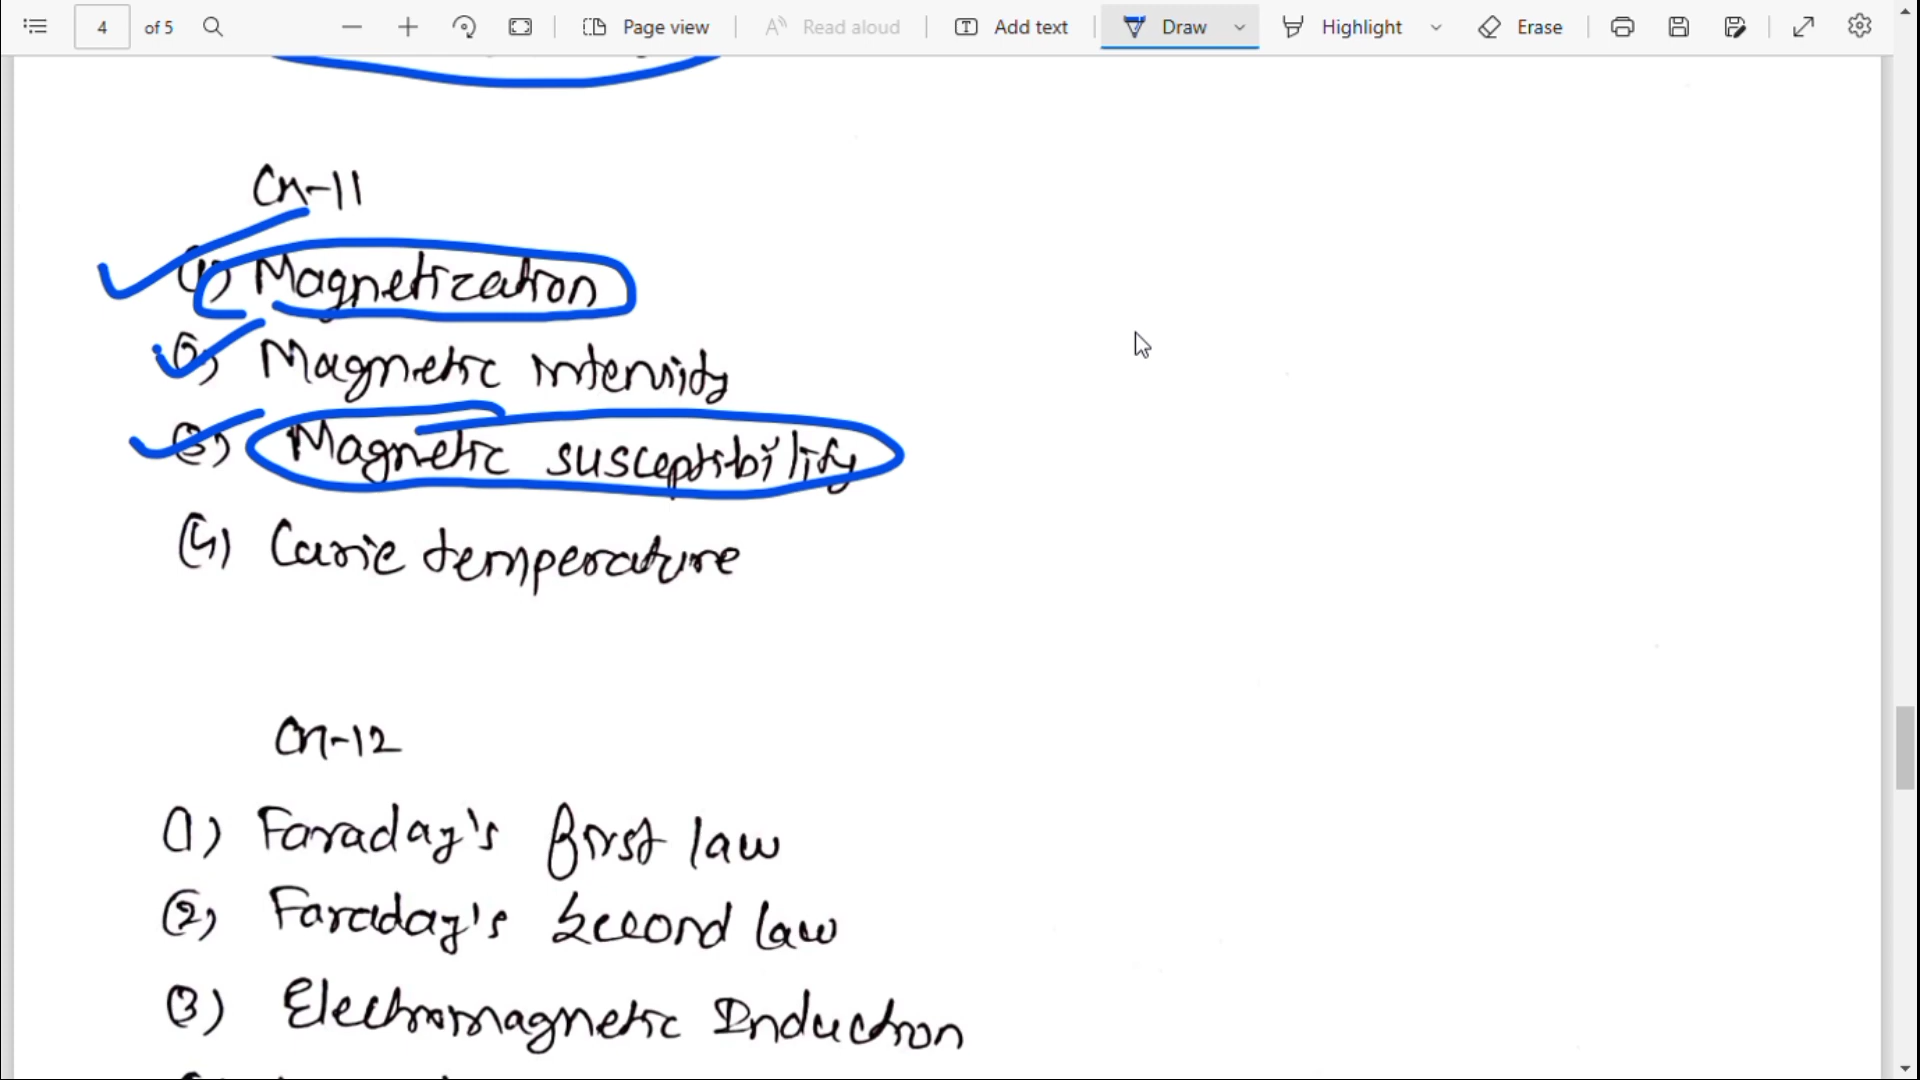 4 of 5 Page view Read aloud Add text Draw Highlight Erase
Ch-11
(1) Magnetization
(2) Magnetic intensity
(3) Magnetic susceptibility
(4) Curie temperature
Ch-12
(1) Faraday's first law
(2) Faraday's Second law
(3) Electromagnetic Induction